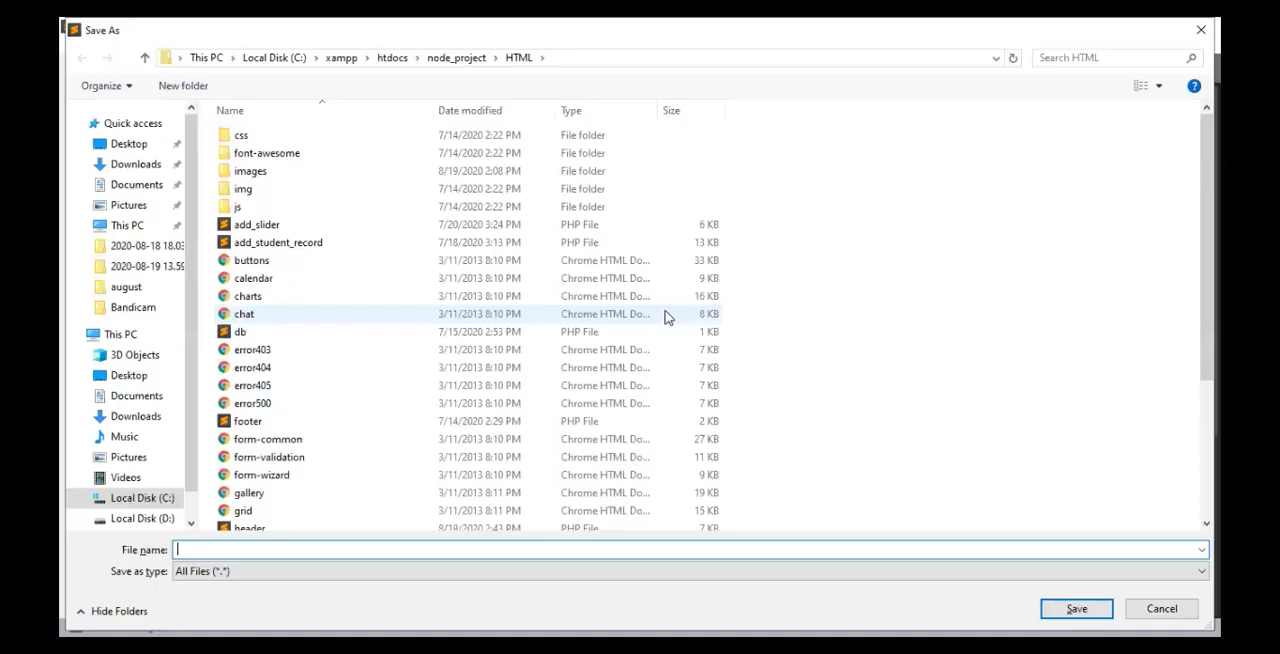 Save As
This PC > Local Disk (C:) > xampp > htdocs > node_project > HTML >
Search HTML
Organize
New folder
Name Date modified Type Size
Quick access
Desktop
Downloads
Documents
Pictures
This PC
2020-08-18 18.03
2020-08-19 13.59
august
Bandicam
This PC
3D Objects
Desktop
Documents
Downloads
Music
Pictures
Videos
Local Disk (C:)
Local Disk (D:)
css 7/14/2020 2:22 PM File folder
font-awesome 7/14/2020 2:22 PM File folder
images 8/19/2020 2:08 PM File folder
img 7/14/2020 2:22 PM File folder
js 7/14/2020 2:22 PM File folder
add_slider 7/20/2020 3:24 PM PHP File 6 KB
add_student_record 7/18/2020 3:13 PM PHP File 13 KB
buttons 3/11/2013 8:10 PM Chrome HTML Do... 33 KB
calendar 3/11/2013 8:10 PM Chrome HTML Do... 9 KB
charts 3/11/2013 8:10 PM Chrome HTML Do... 16 KB
chat 3/11/2013 8:10 PM Chrome HTML Do... 8 KB
db 7/15/2020 2:53 PM PHP File 1 KB
error403 3/11/2013 8:10 PM Chrome HTML Do... 7 KB
error404 3/11/2013 8:10 PM Chrome HTML Do... 7 KB
error405 3/11/2013 8:10 PM Chrome HTML Do... 7 KB
error500 3/11/2013 8:10 PM Chrome HTML Do... 7 KB
footer 7/14/2020 2:29 PM PHP File 2 KB
form-common 3/11/2013 8:10 PM Chrome HTML Do... 27 KB
form-validation 3/11/2013 8:10 PM Chrome HTML Do... 11 KB
form-wizard 3/11/2013 8:10 PM Chrome HTML Do... 9 KB
gallery 3/11/2013 8:11 PM Chrome HTML Do... 19 KB
grid 3/11/2013 8:11 PM Chrome HTML Do... 15 KB
header 8/19/2020 2:43 PM PHP File 7 KB
File name:
Save as type: All Files (*.*)
Hide Folders
Save
Cancel